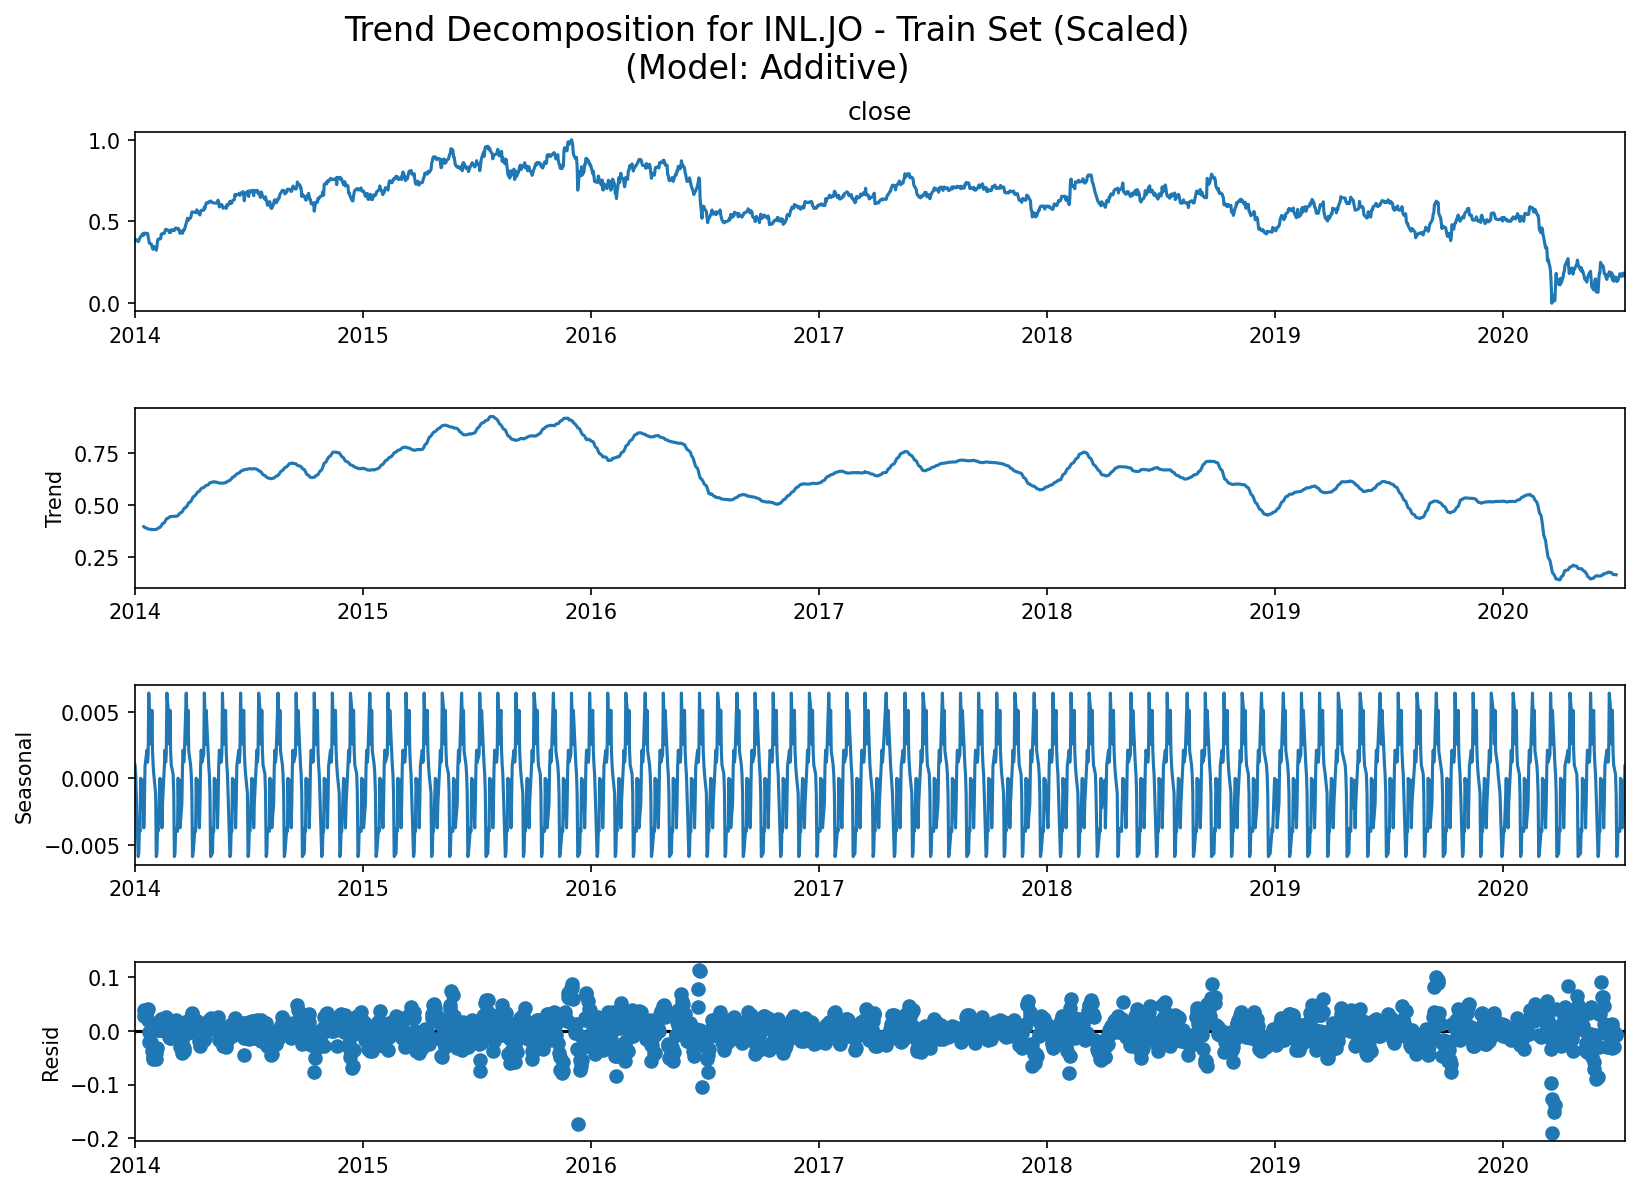 Trend Decomposition for INL.JO - Train Set (Scaled)
(Model: Additive)
close
1.0
0.5
0.0
2014 2015 2016 2017 2018 2019 2020
Trend
0.75
0.50
0.25
2014 2015 2016 2017 2018 2019 2020
Seasonal
0.005
0.000
−0.005
2014 2015 2016 2017 2018 2019 2020
Resid
0.1
0.0
−0.1
−0.2
2014 2015 2016 2017 2018 2019 2020